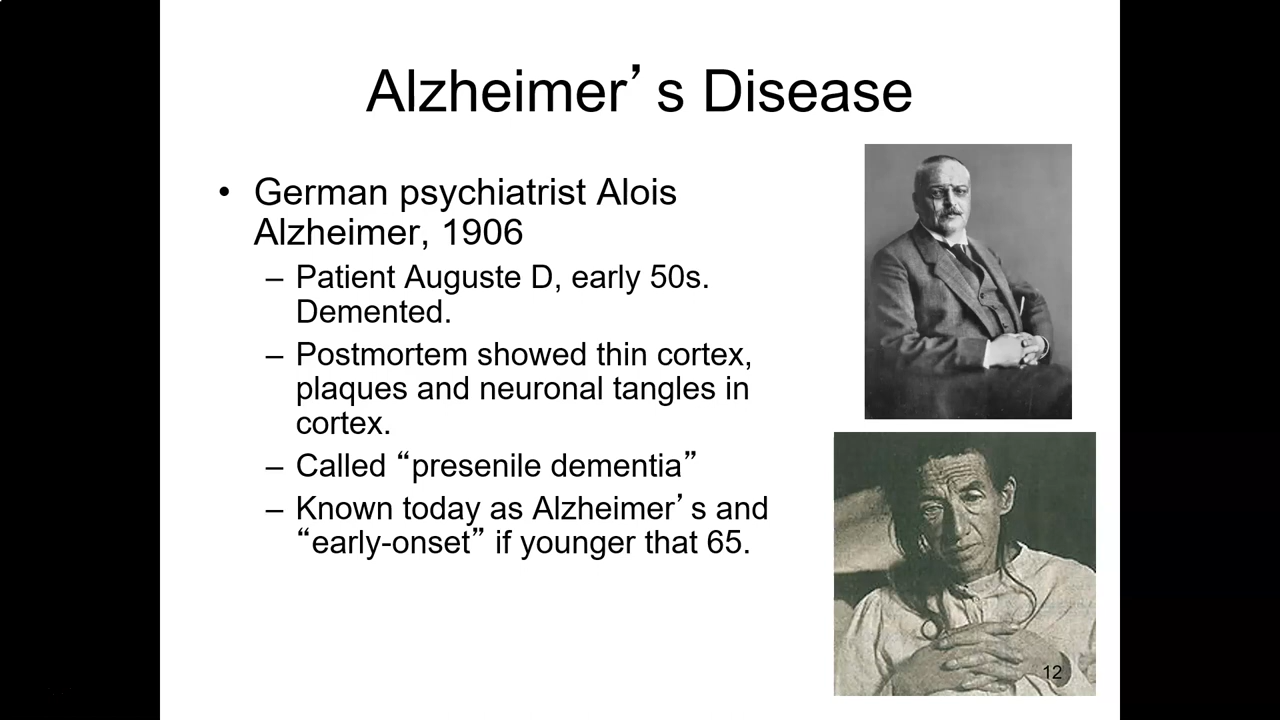 Alzheimer’s Disease
• German psychiatrist Alois
Alzheimer, 1906
– Patient Auguste D, early 50s.
Demented.
– Postmortem showed thin cortex,
plaques and neuronal tangles in
cortex.
– Called “presenile dementia”
– Known today as Alzheimer’s and
“early-onset” if younger that 65.
12